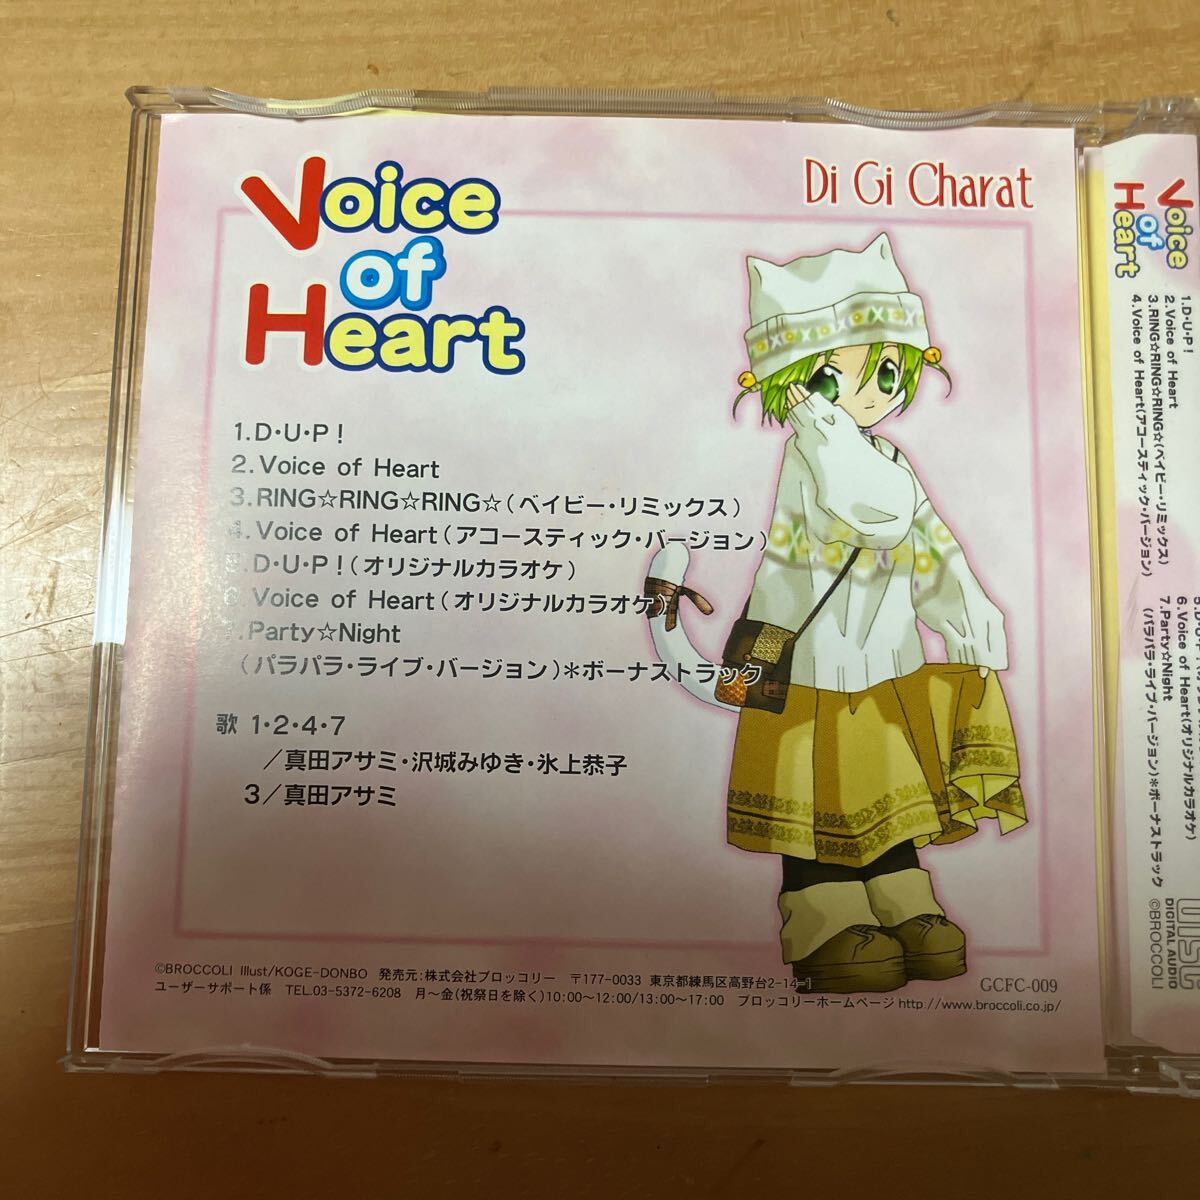 Voice
of
Heart
Di Gi Charat
1.D・U・P!
2.Voice of Heart
3.RING☆RING☆RING☆(ベイビー・リミックス)
4.Voice of Heart(アコースティック・バージョン)
5.D・U・P!(オリジナルカラオケ)
6.Voice of Heart(オリジナルカラオケ)
7.Party☆Night
(パラパラ・ライブ・バージョン)*ボーナストラック
歌 1・2・4・7
/真田アサミ・沢城みゆき・氷上恭子
3/真田アサミ
©BROCCOLI Illust/KOGE-DONBO 発売元:株式会社ブロッコリー 〒177-0033 東京都練馬区高野台2-14-1
ユーザーサポート係 TEL.03-5372-6208 月〜金(祝祭日を除く)10:00〜12:00/13:00〜17:00 ブロッコリーホームページhttp://www.broccoli.co.jp/
GCFC-009
Voice
of
Heart
1.D・U・P!
2.Voice of Heart
3.RING☆RING☆RING☆(ベイビー・リミックス)
4.Voice of Heart(アコースティック・バージョン)
6.Voice of Heart(オリジナルカラオケ)
7.Party☆Night
(パラパラ・ライブ・バージョン)*ボーナストラック
DIGITAL AUDIO
©BROCCOLI